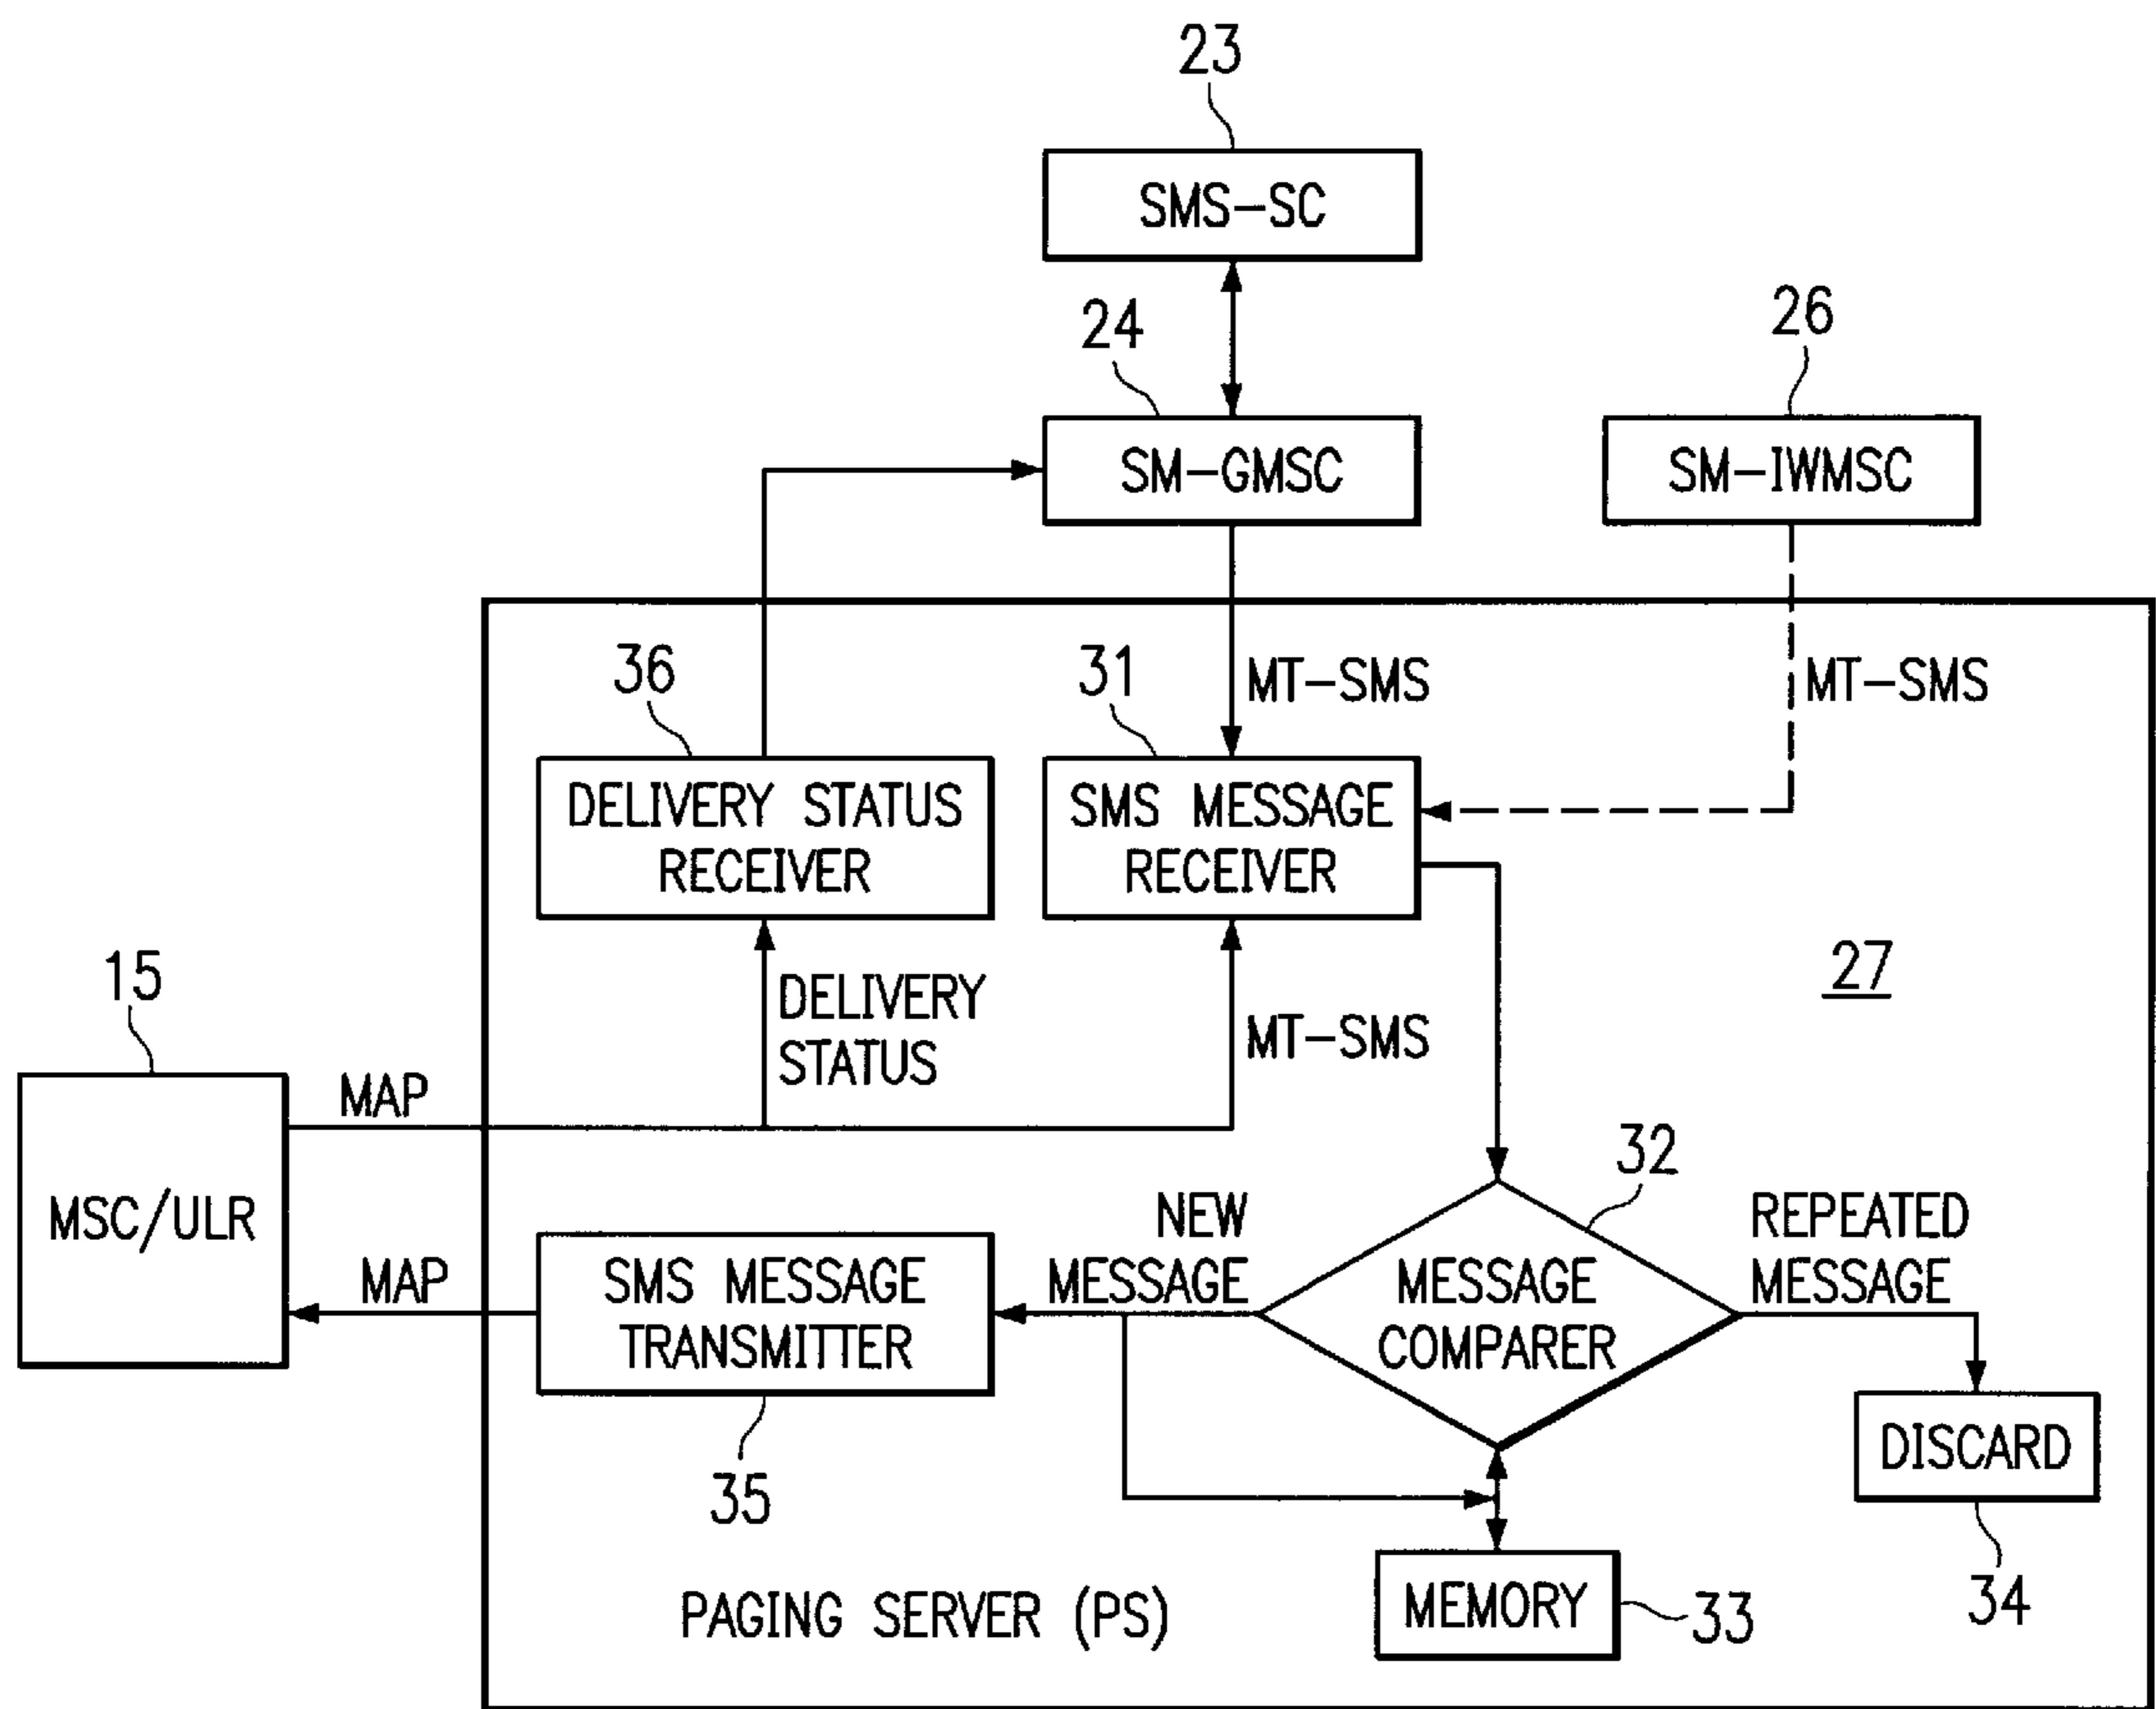 23
SMS-SC
24
26
SM-GMSC
SM-IWMSC
36
31
MT-SMS
MT-SMS
DELIVERY STATUS
RECEIVER
SMS MESSAGE
RECEIVER
27
15
DELIVERY
STATUS
MT-SMS
MAP
32
MSC/ULR
NEW
MESSAGE
REPEATED
MESSAGE
MAP
SMS MESSAGE
TRANSMITTER
MESSAGE
COMPARER
35
DISCARD
PAGING SERVER (PS)
MEMORY
33
34